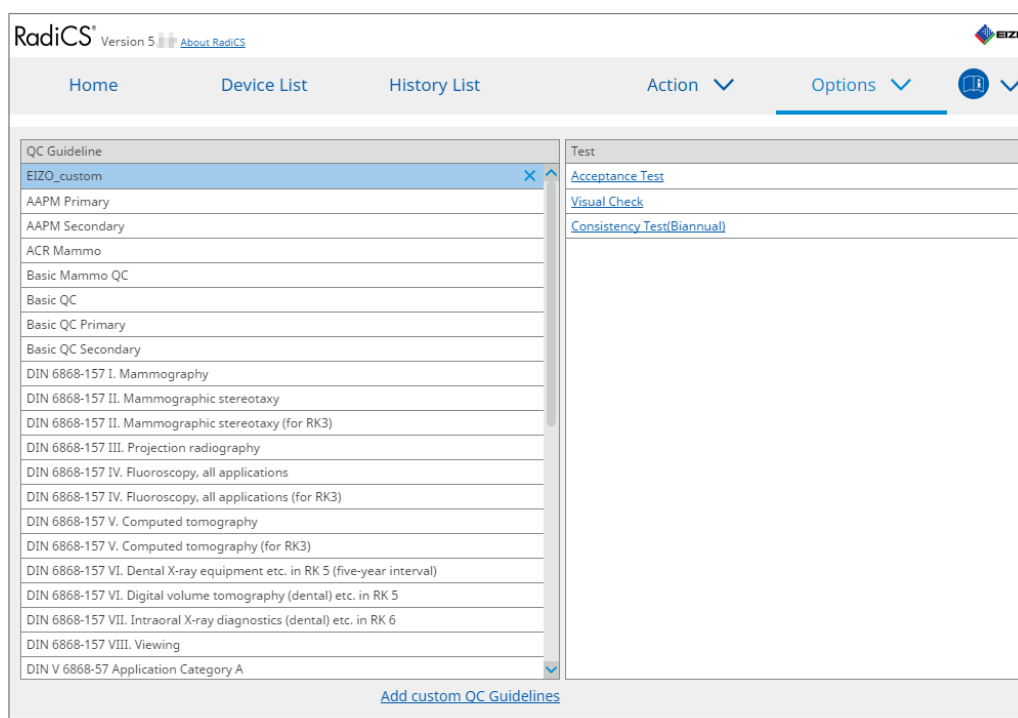 RadiCS® Version 5. About RadiCS
Home Device List History List Action Options
QC Guideline
EIZO_custom
AAPM Primary
AAPM Secondary
ACR Mammo
Basic Mammo QC
Basic QC
Basic QC Primary
Basic QC Secondary
DIN 6868-157 I. Mammography
DIN 6868-157 II. Mammographic stereotaxy
DIN 6868-157 II. Mammographic stereotaxy (for RK3)
DIN 6868-157 III. Projection radiography
DIN 6868-157 IV. Fluoroscopy, all applications
DIN 6868-157 IV. Fluoroscopy, all applications (for RK3)
DIN 6868-157 V. Computed tomography
DIN 6868-157 V. Computed tomography (for RK3)
DIN 6868-157 VI. Dental X-ray equipment etc. in RK 5 (five-year interval)
DIN 6868-157 VI. Digital volume tomography (dental) etc. in RK 5
DIN 6868-157 VII. Intraoral X-ray diagnostics (dental) etc. in RK 6
DIN 6868-157 VIII. Viewing
DIN V 6868-57 Application Category A
Test
Acceptance Test
Visual Check
Consistency Test(Biannual)
Add custom QC Guidelines